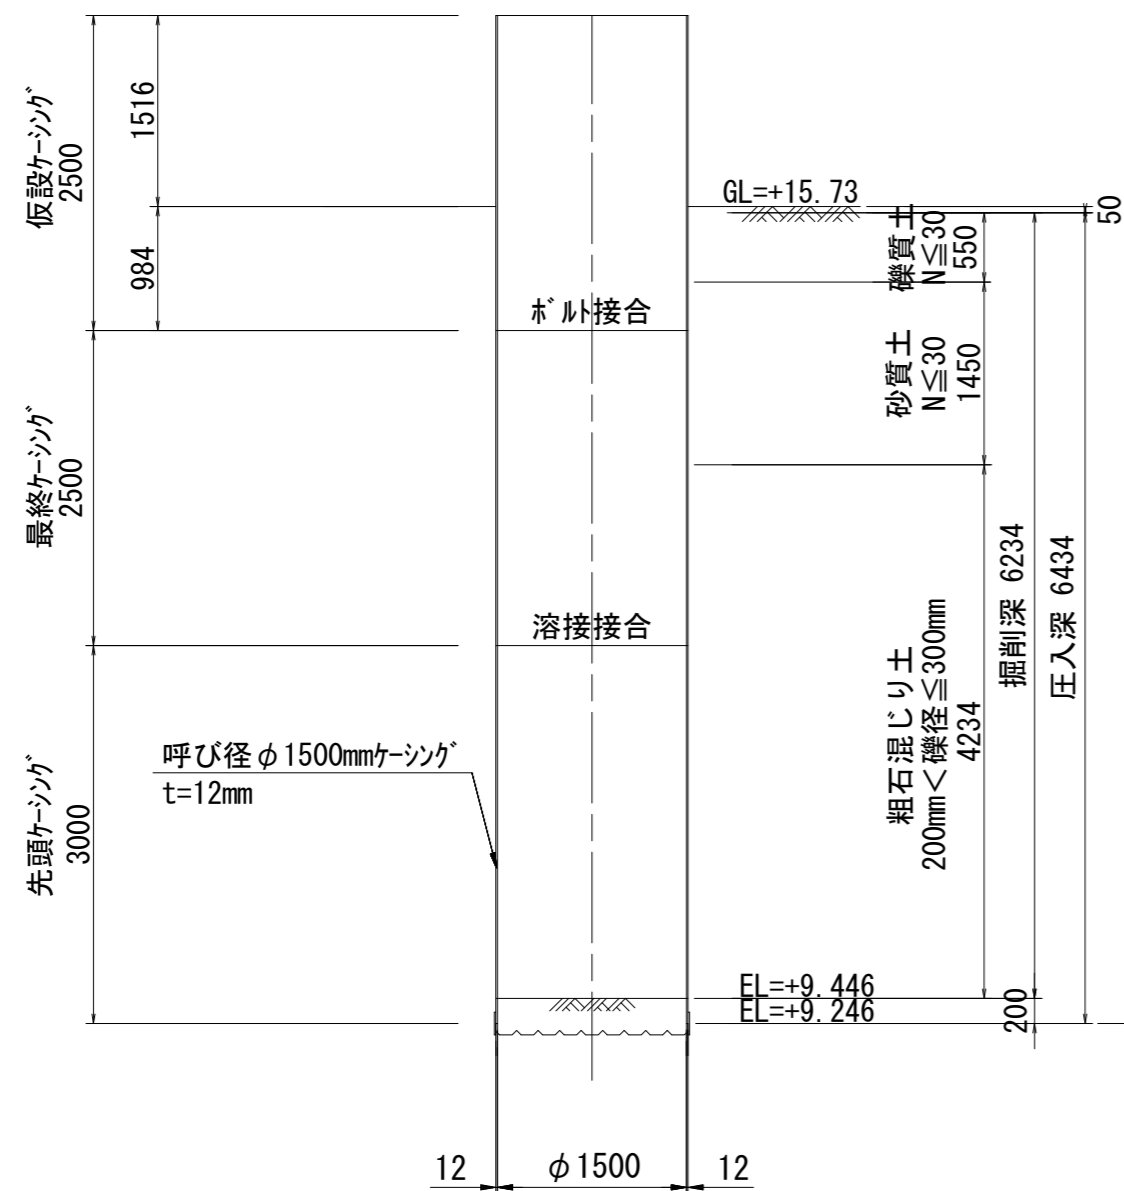 仮設ｹｰｼﾝｸﾞ
2500
1516
984
最終ｹｰｼﾝｸﾞ
2500
先頭ｹｰｼﾝｸﾞ
3000
ﾎﾞﾙﾄ接合
溶接接合
呼び径φ1500mmｹｰｼﾝｸﾞ
t=12mm
GL=+15.73
50
礫質土
N≦30
550
砂質土
N≦30
1450
粗石混じり土
200mm＜礫径≦300mm
4234
掘削深 6234
圧入深 6434
EL=+9.446
EL=+9.246
200
12
φ1500
12